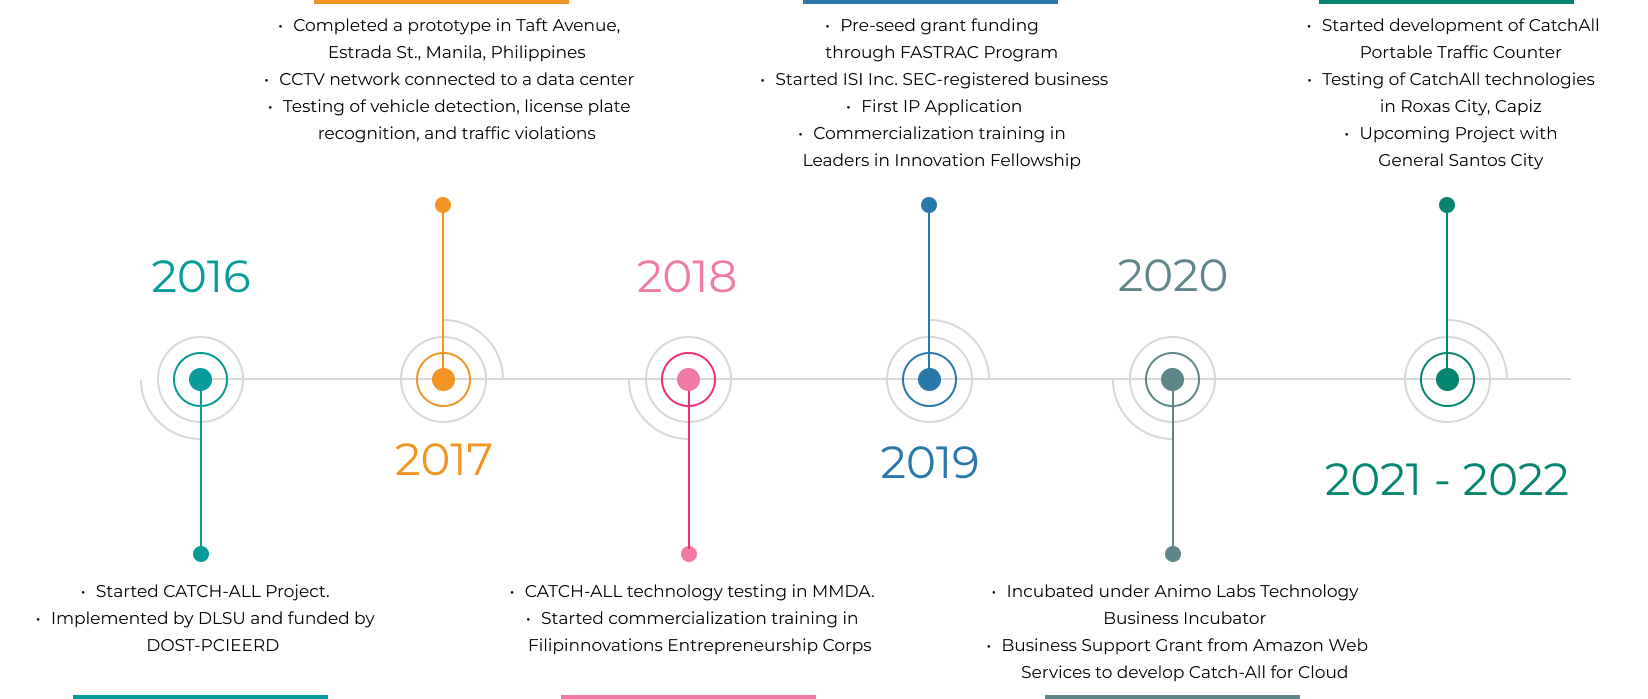 • Completed a prototype in Taft Avenue,
Estrada St., Manila, Philippines
• CCTV network connected to a data center
• Testing of vehicle detection, license plate
recognition, and traffic violations
• Pre-seed grant funding
through FASTRAC Program
• Started ISI Inc. SEC-registered business
• First IP Application
• Commercialization training in
Leaders in Innovation Fellowship
• Started development of CatchAll
Portable Traffic Counter
• Testing of CatchAll technologies
in Roxas City, Capiz
• Upcoming Project with
General Santos City
2016
2018
2020
2017
2019
2021 - 2022
• Started CATCH-ALL Project.
• Implemented by DLSU and funded by
DOST-PCIEERD
• CATCH-ALL technology testing in MMDA.
• Started commercialization training in
Filipinnovations Entrepreneurship Corps
• Incubated under Animo Labs Technology
Business Incubator
• Business Support Grant from Amazon Web
Services to develop Catch-All for Cloud